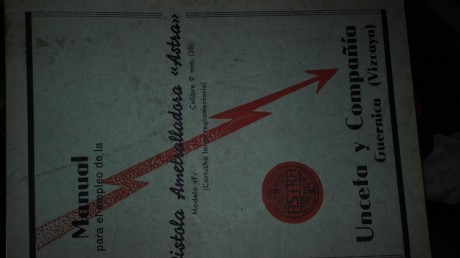 Manual
para el empleo de la
Pistola Ametralladora «Astra»
Modelo «F» Calibre 9 mm. (38)
(Cartucho largo reglamentario)
ASTRA
Unceta y Compañía
Guernica (Vizcaya)